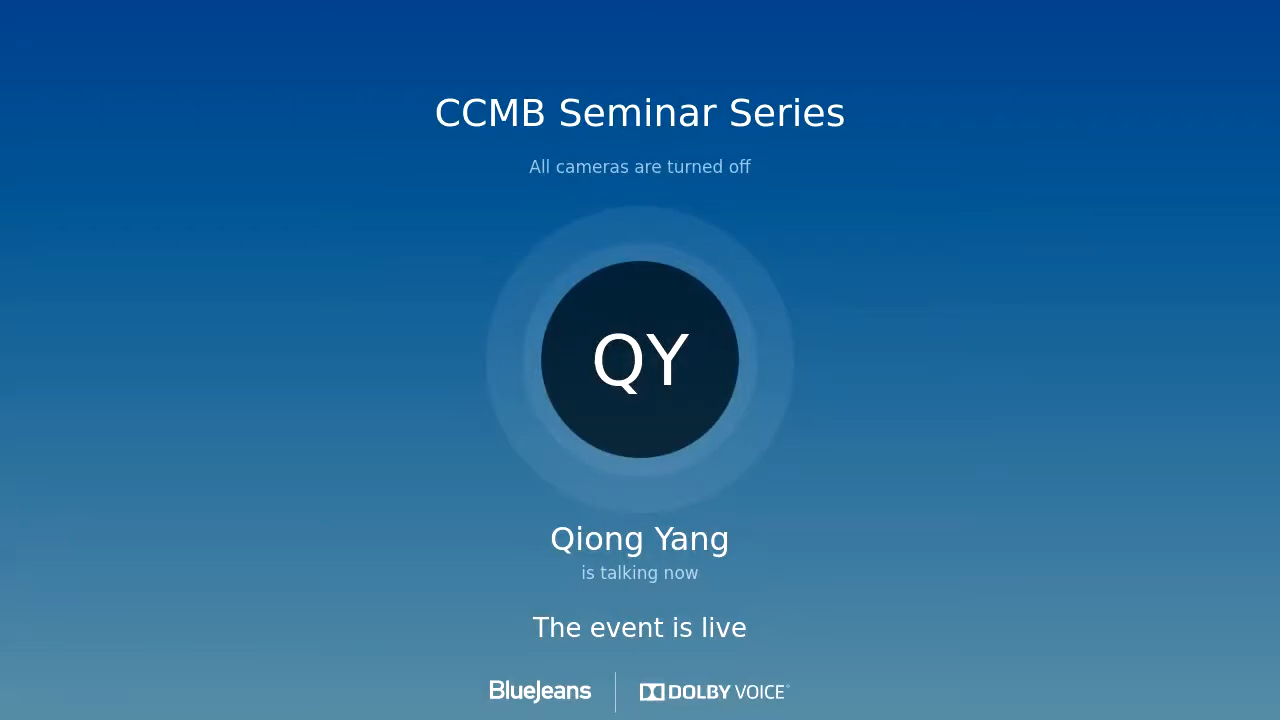 CCMB Seminar Series
All cameras are turned off
QY
Qiong Yang
is talking now
The event is live
BlueJeans
DOLBY VOICE